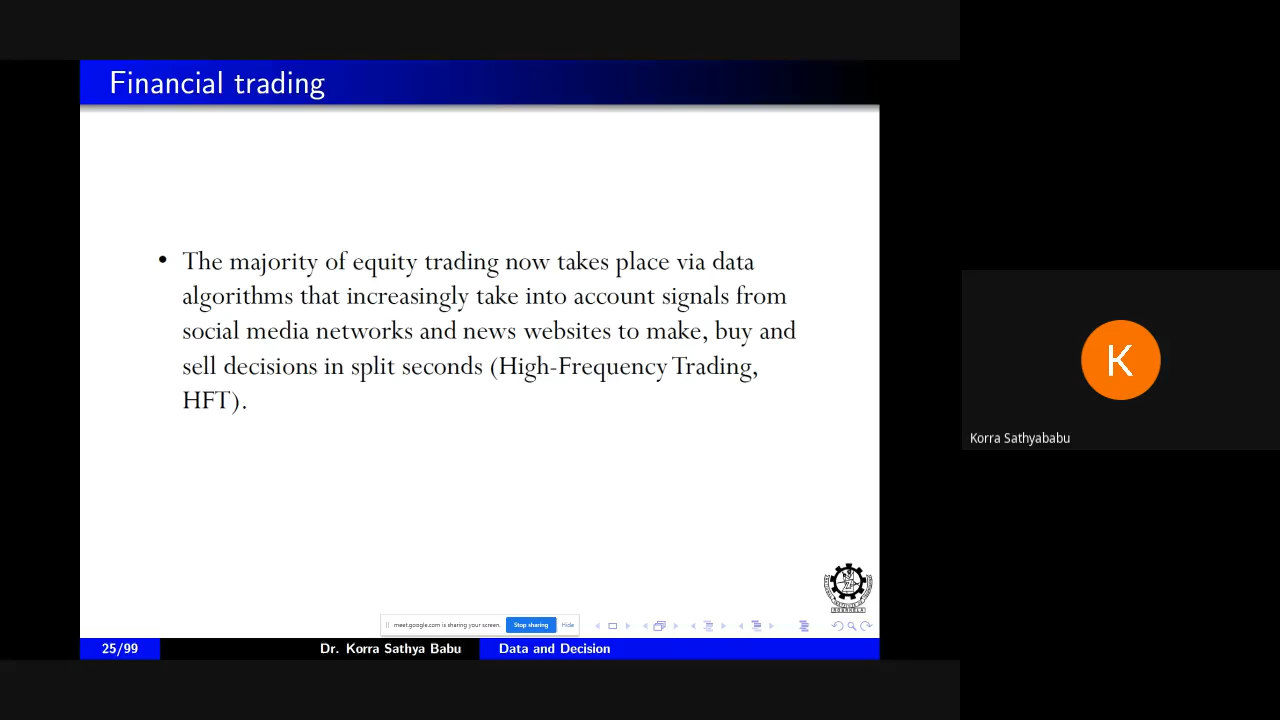 Financial trading
• The majority of equity trading now takes place via data
algorithms that increasingly take into account signals from
social media networks and news websites to make, buy and
sell decisions in split seconds (High-Frequency Trading,
HFT).
K
Korra Sathyababu
meet.google.com is sharing your screen.
Stop sharing
Hide
25/99
Dr. Korra Sathya Babu
Data and Decision